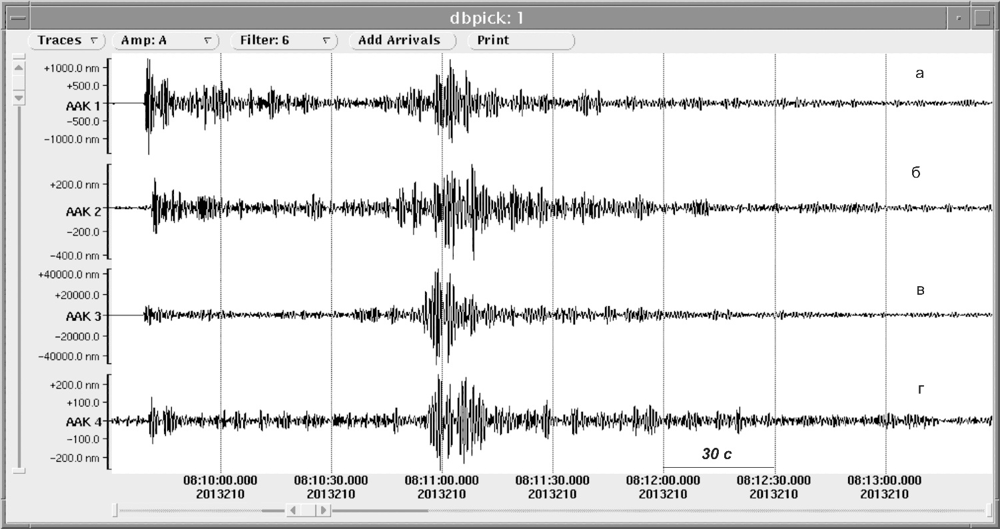 dbpick: 1
Traces Amp: A Filter: 6 Add Arrivals Print
+1000.0 nm
+500.0
AAK 1
-500.0
-1000.0 nm
а
+200.0 nm
AAK 2
-200.0
-400.0 nm
б
+40000.0 nm
+20000.0
AAK 3
-20000.0
-40000.0 nm
в
+200.0 nm
+100.0
AAK 4
-100.0
-200.0 nm
г
30 с
08:10:00.000 08:10:30.000 08:11:00.000 08:11:30.000 08:12:00.000 08:12:30.000 08:13:00.000
2013210 2013210 2013210 2013210 2013210 2013210 2013210